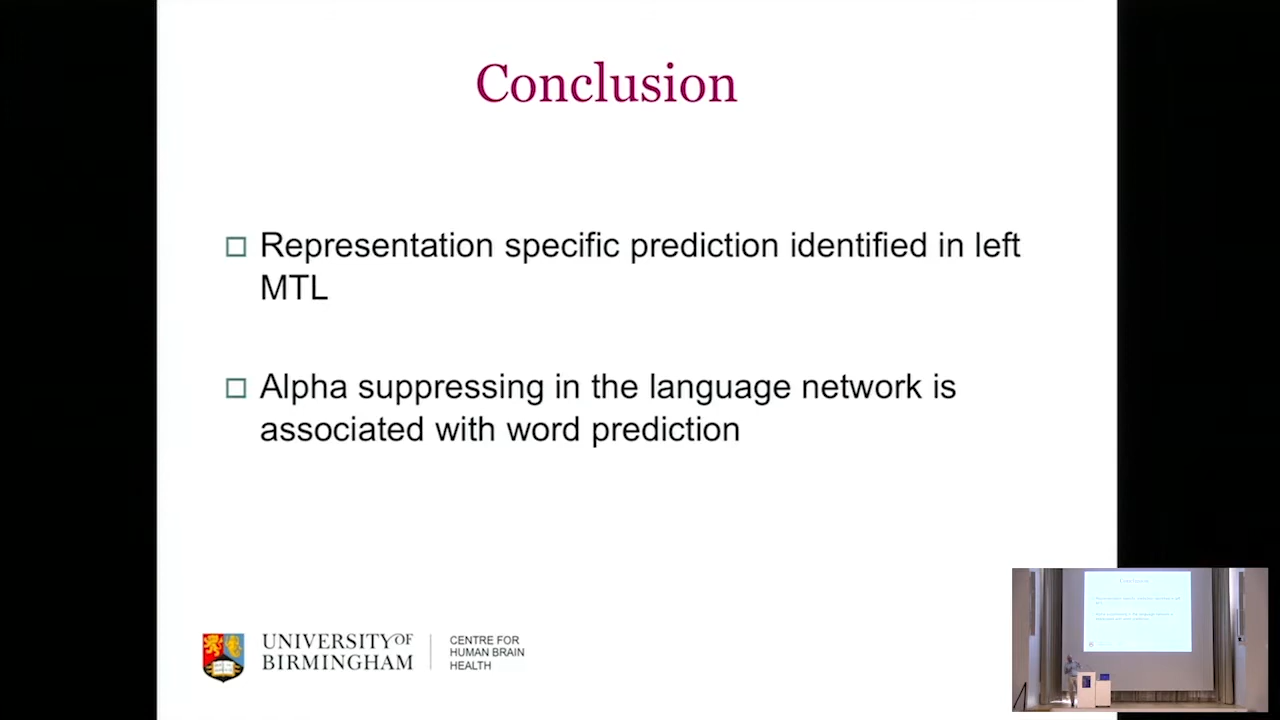 Conclusion
Representation specific prediction identified in left
MTL
Alpha suppressing in the language network is
associated with word prediction
UNIVERSITY OF
BIRMINGHAM
CENTRE FOR
HUMAN BRAIN
HEALTH
Conclusion